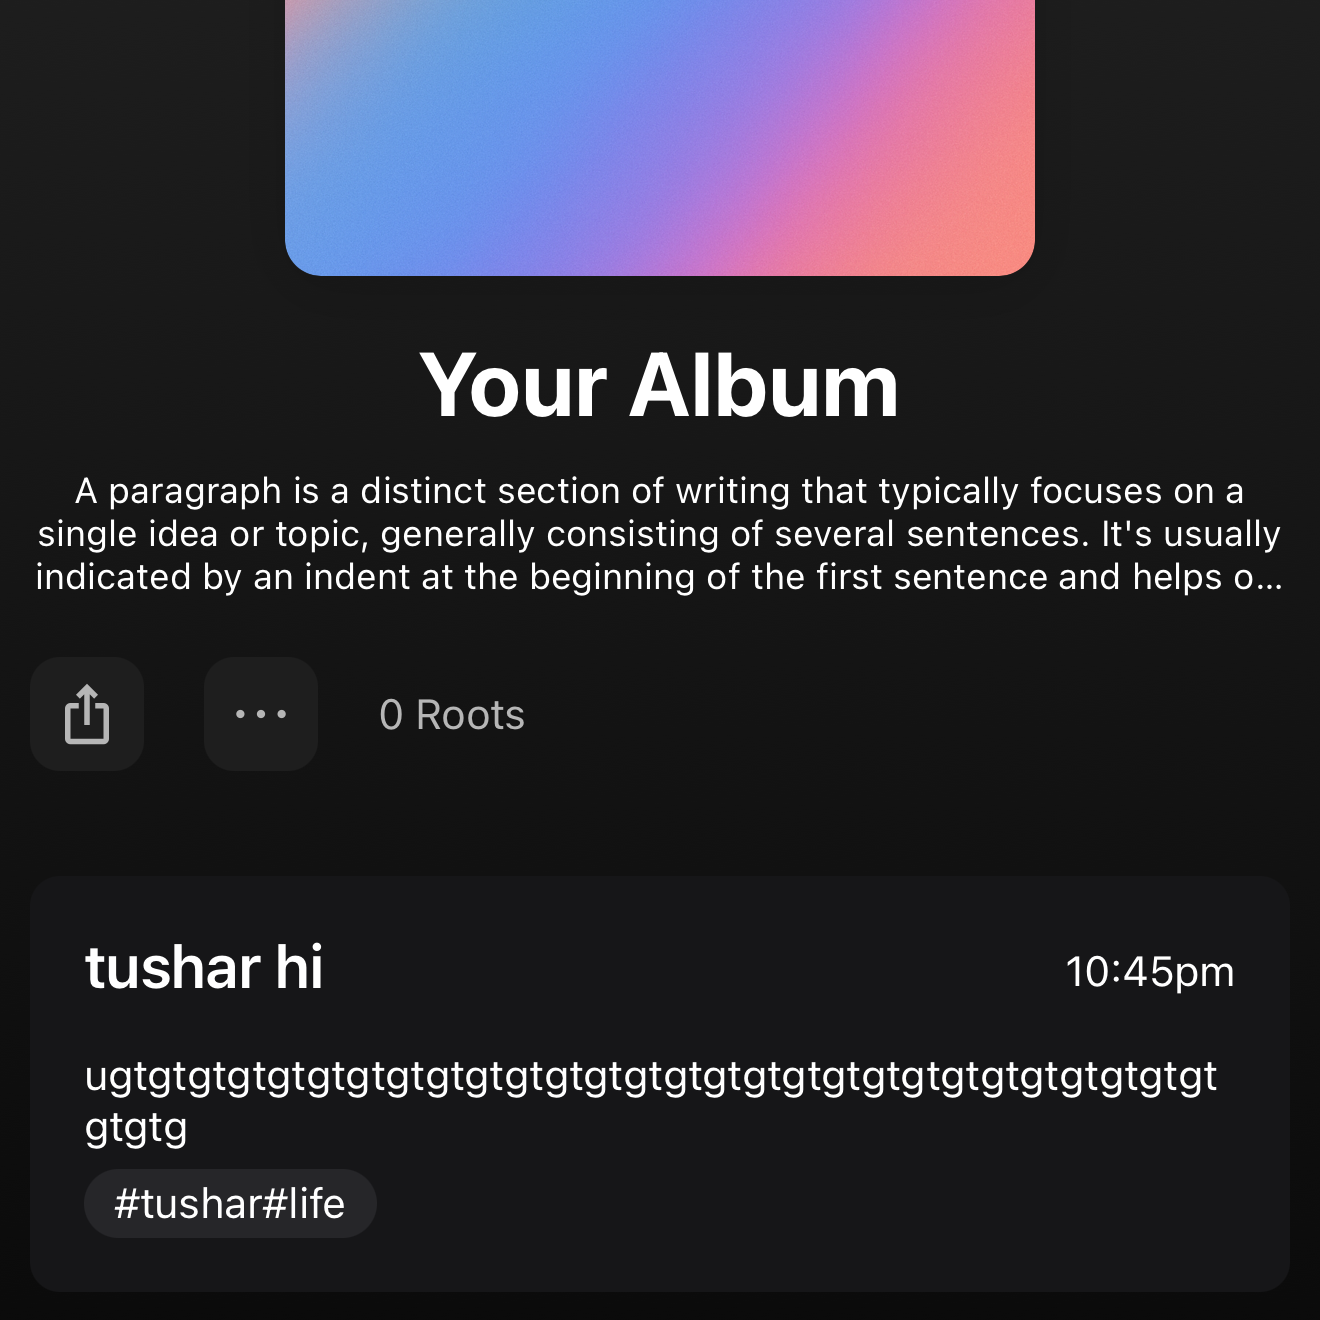 Your Album
A paragraph is a distinct section of writing that typically focuses on a
single idea or topic, generally consisting of several sentences. It's usually
indicated by an indent at the beginning of the first sentence and helps o...
0 Roots
tushar hi
10:45pm
ugtgtgtgtgtgtgtgtgtgtgtgtgtgtgtgtgtgtgtgtgtgtgtgtgtgtgtgt
gtgtg
#tushar#life